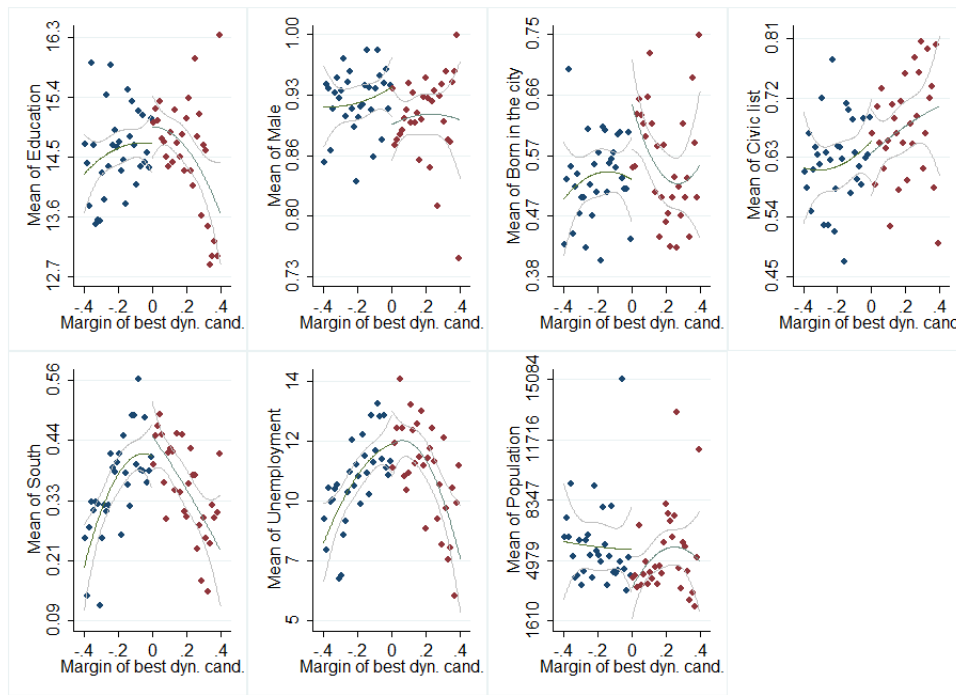 Mean of Education
16.3
15.4
14.5
13.6
12.7
-.4 -.2 0 .2 .4
Margin of best dyn. cand.
Mean of Male
1.00
0.93
0.86
0.80
0.73
-.4 -.2 0 .2 .4
Margin of best dyn. cand.
Mean of Born in the city
0.75
0.66
0.57
0.47
0.38
-.4 -.2 0 .2 .4
Margin of best dyn. cand.
Mean of Civic list
0.81
0.72
0.63
0.54
0.45
-.4 -.2 0 .2 .4
Margin of best dyn. cand
Mean of South
0.56
0.44
0.33
0.21
0.09
-.4 -.2 0 .2 .4
Margin of best dyn. cand.
Mean of Unemployment
14
12
10
7
5
-.4 -.2 0 .2 .4
Margin of best dyn. cand.
Mean of Population
15084
11716
8347
4979
1610
-.4 -.2 0 .2 .4
Margin of best dyn. cand.